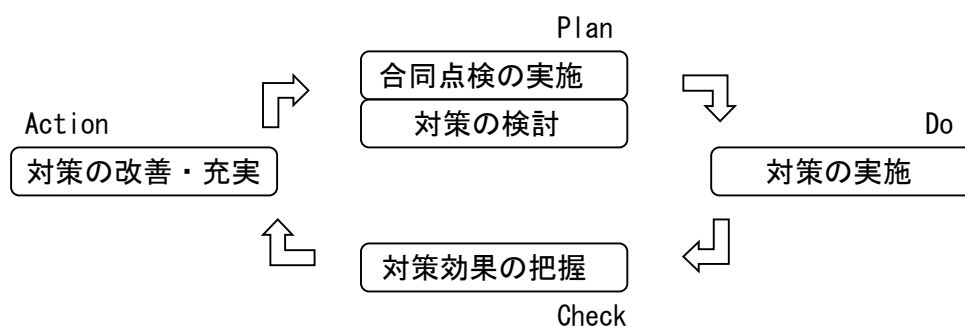 Plan
合同点検の実施
対策の検討
Action
Do
対策の改善・充実
対策の実施
対策効果の把握
Check